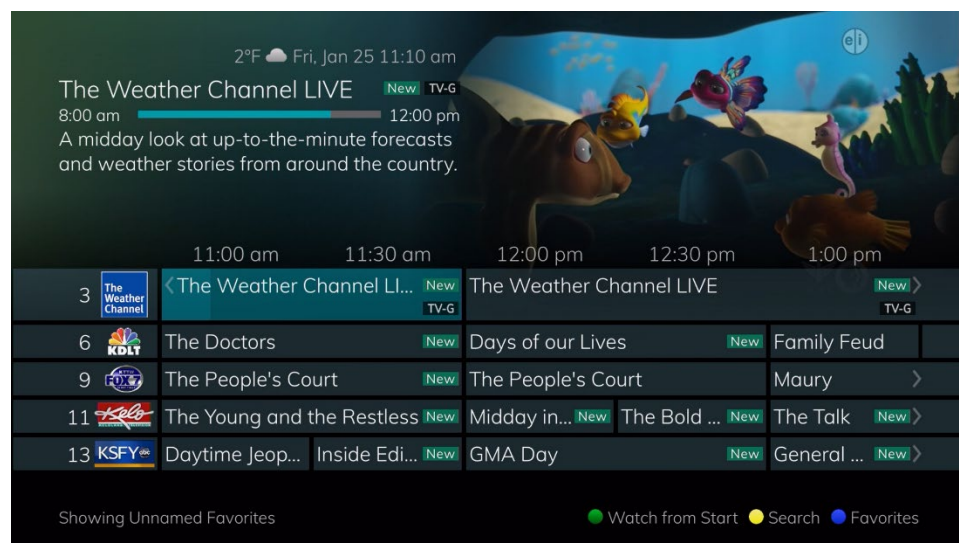 2°F Fri, Jan 25 11:10 am
The Weather Channel LIVE New TV-G
8:00 am 12:00 pm
A midday look at up-to-the-minute forecasts
and weather stories from around the country.
e/i
11:00 am 11:30 am 12:00 pm 12:30 pm 1:00 pm
3 The Weather Channel The Weather Channel LI... New TV-G The Weather Channel LIVE New TV-G
6 KDLT The Doctors New Days of our Lives New Family Feud
9 FOX 7 The People's Court New The People's Court Maury
11 Kelo The Young and the Restless New Midday in... New The Bold ... New The Talk New
13 KSFY abc Daytime Jeop... Inside Edi... New GMA Day New General ... New
Showing Unnamed Favorites Watch from Start Search Favorites